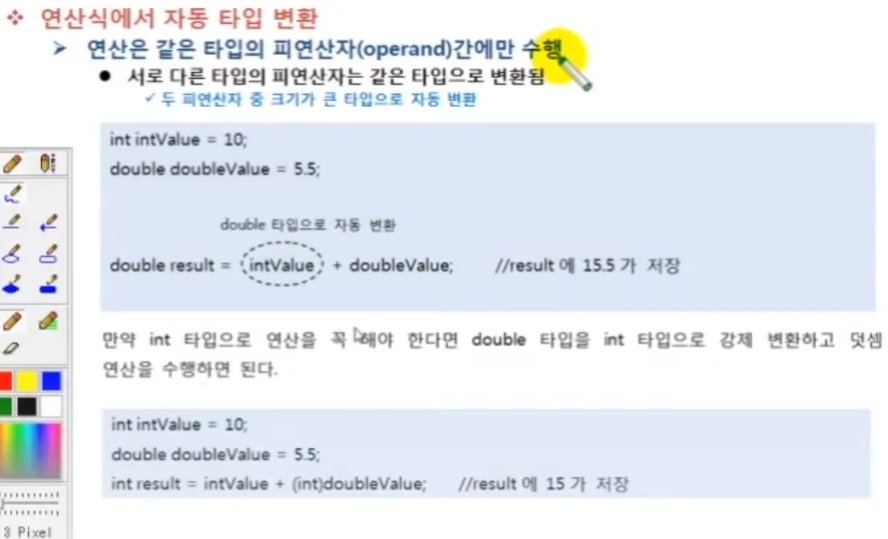 연산식에서 자동 타입 변환
연산은 같은 타입의 피연산자(operand)간에만 수행
서로 다른 타입의 피연산자는 같은 타입으로 변환됨
두 피연산자 중 크기가 큰 타입으로 자동 변환
int intValue = 10;
double doubleValue = 5.5;
double 타입으로 자동 변환
double result = intValue + doubleValue; //result 에 15.5 가 저장
만약 int 타입으로 연산을 꼭 해야 한다면 double 타입을 int 타입으로 강제 변환하고 덧셈
연산을 수행하면 된다.
int intValue = 10;
double doubleValue = 5.5;
int result = intValue + (int)doubleValue; //result 에 15 가 저장
3 Pixel